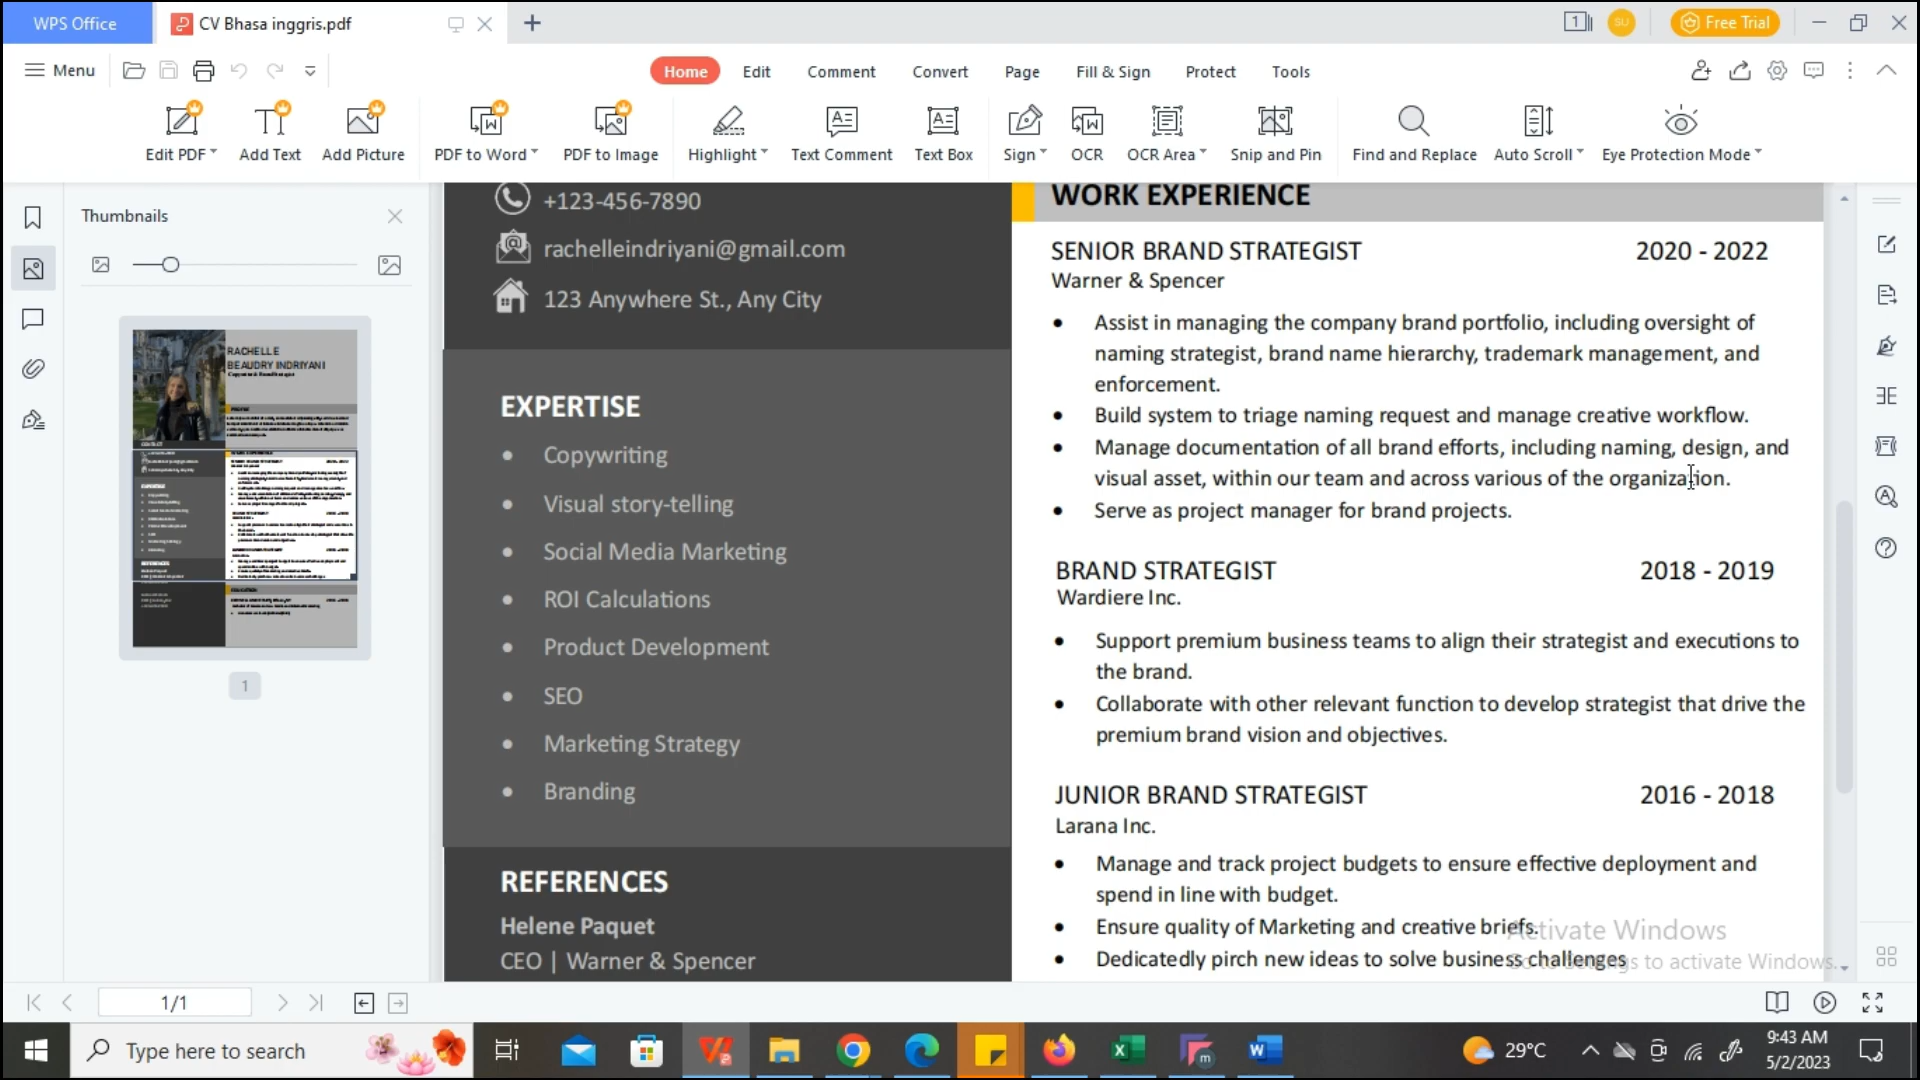 WPS Office
CV Bhasa inggris.pdf
1
SU
Free Trial
Menu
Home
Edit
Comment
Convert
Page
Fill & Sign
Protect
Tools
Edit PDF
Add Text
Add Picture
PDF to Word
PDF to Image
Highlight
Text Comment
Text Box
Sign
OCR
OCR Area
Snip and Pin
Find and Replace
Auto Scroll
Eye Protection Mode
Thumbnails
RACHELLE
BEAUDRY INDRIYANI
1
+123-456-7890
rachelleindriyani@gmail.com
123 Anywhere St., Any City
EXPERTISE
• Copywriting
• Visual story-telling
• Social Media Marketing
• ROI Calculations
• Product Development
• SEO
• Marketing Strategy
• Branding
REFERENCES
Helene Paquet
CEO | Warner & Spencer
WORK EXPERIENCE
SENIOR BRAND STRATEGIST 2020 - 2022
Warner & Spencer
• Assist in managing the company brand portfolio, including oversight of
naming strategist, brand name hierarchy, trademark management, and
enforcement.
• Build system to triage naming request and manage creative workflow.
• Manage documentation of all brand efforts, including naming, design, and
visual asset, within our team and across various of the organization.
• Serve as project manager for brand projects.
BRAND STRATEGIST 2018 - 2019
Wardiere Inc.
• Support premium business teams to align their strategist and executions to
the brand.
• Collaborate with other relevant function to develop strategist that drive the
premium brand vision and objectives.
JUNIOR BRAND STRATEGIST 2016 - 2018
Larana Inc.
• Manage and track project budgets to ensure effective deployment and
spend in line with budget.
• Ensure quality of Marketing and creative briefs.
• Dedicatedly pirch new ideas to solve business challenges
Activate Windows
Go to Settings to activate Windows.
1/1
Type here to search
29°C
9:43 AM
5/2/2023